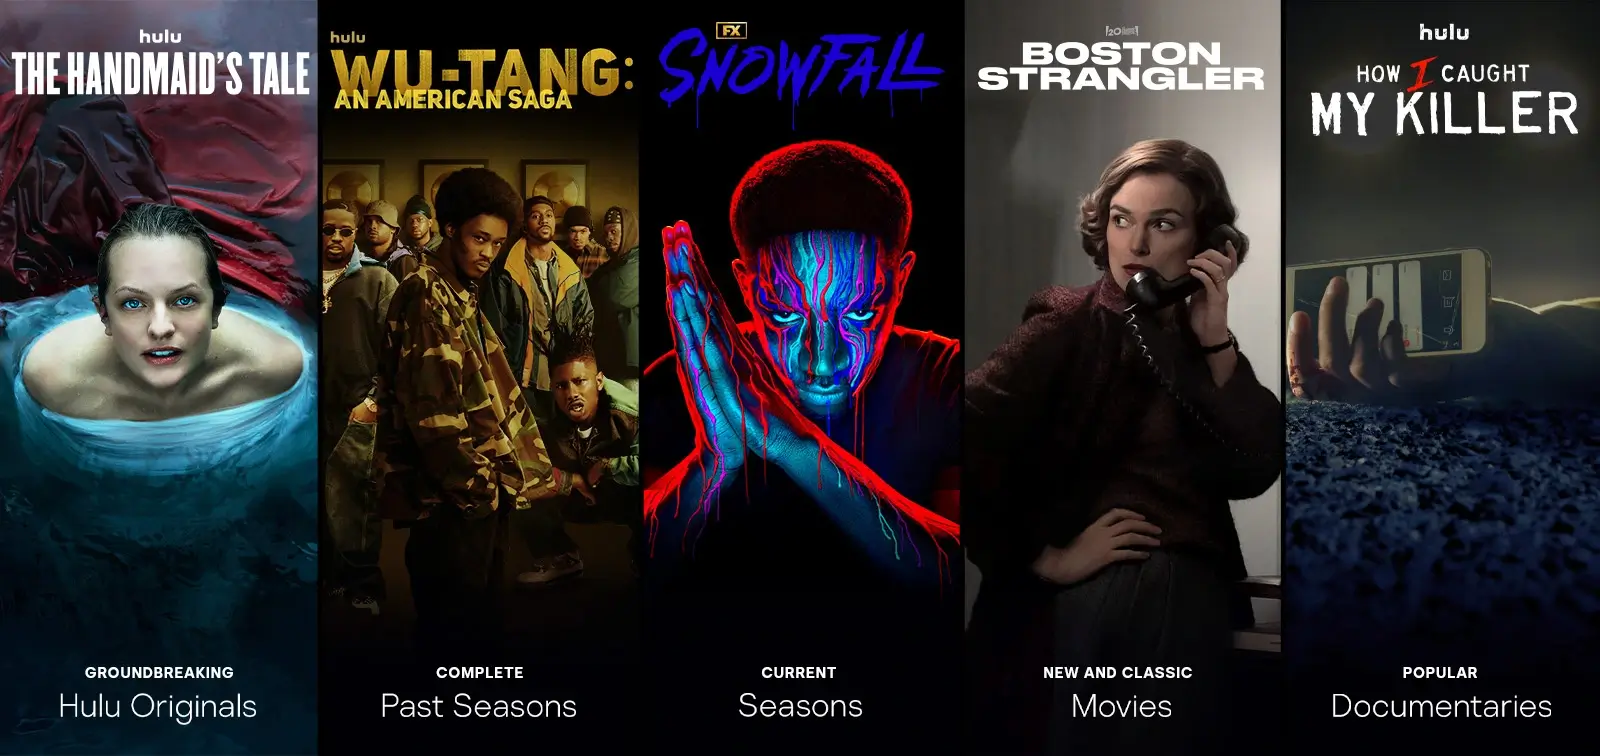 hulu
THE HANDMAID'S TALE
GROUNDBREAKING
Hulu Originals
hulu
WU-TANG:
AN AMERICAN SAGA
COMPLETE
Past Seasons
FX
SNOWFALL
CURRENT
Seasons
BOSTON
STRANGLER
NEW AND CLASSIC
Movies
hulu
HOW I CAUGHT
MY KILLER
POPULAR
Documentaries